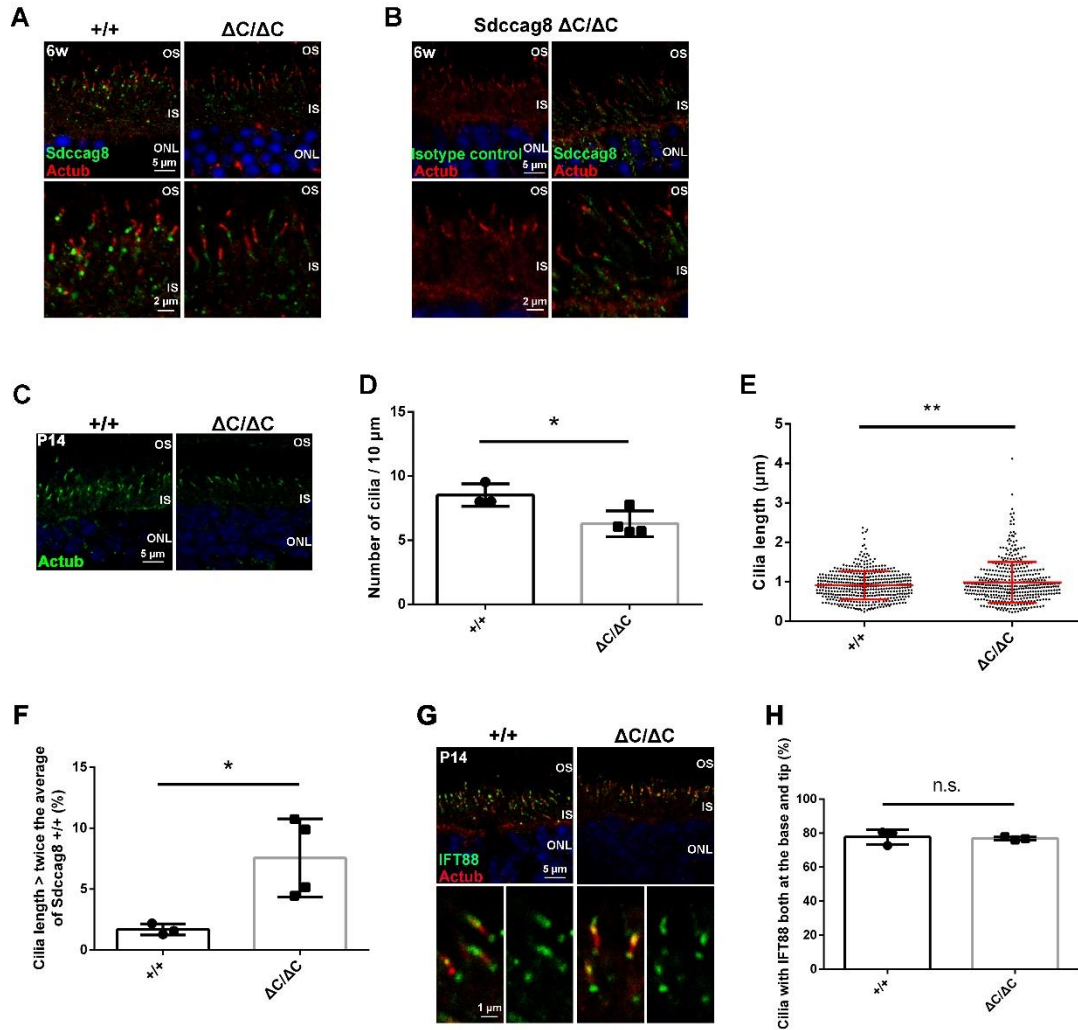 A
+/+ ΔC/ΔC
6w OS OS
IS IS
Sdccag8 ONL ONL
Actub 5 µm
OS OS
IS IS
2 µm
B
Sdccag8 ΔC/ΔC
6w OS OS
IS IS
Isotype control ONL Sdccag8 ONL
Actub 5 µm Actub
OS OS
IS IS
2 µm
C
+/+ ΔC/ΔC
P14 OS OS
IS IS
ONL ONL
Actub 5 µm
D
Number of cilia / 10 µm
15
10
5
0
*
+/+
ΔC/ΔC
E
Cilia length (µm)
5
4
3
2
1
0
**
+/+
ΔC/ΔC
F
Cilia length > twice the average
of Sdccag8 +/+ (%)
15
10
5
0
*
+/+
ΔC/ΔC
G
+/+ ΔC/ΔC
P14 OS OS
IS IS
ONL ONL
IFT88
Actub 5 µm
1 µm
H
Cilia with IFT88 both at the base and tip (%)
100
80
60
40
20
0
n.s.
+/+
ΔC/ΔC